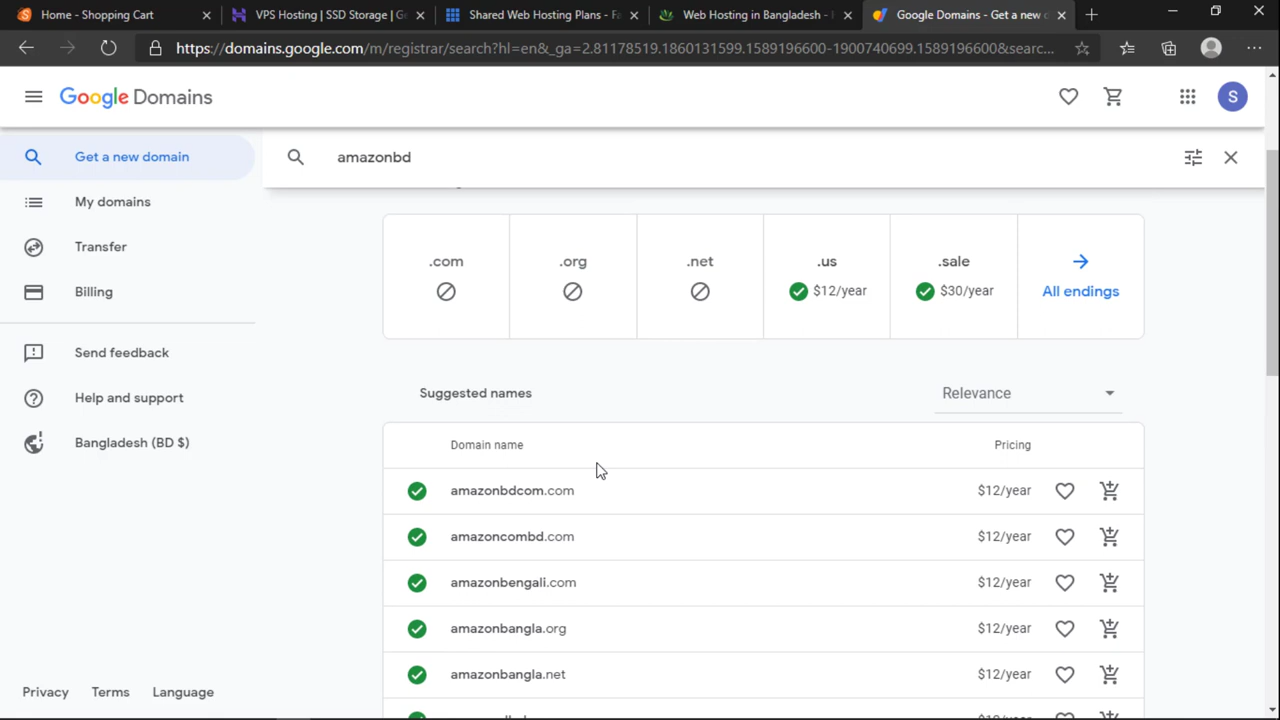 Home - Shopping Cart
VPS Hosting | SSD Storage | Ge
Shared Web Hosting Plans - Fa
Web Hosting in Bangladesh -
Google Domains - Get a new d
https://domains.google.com/m/registrar/search?hl=en&_ga=2.81178519.1860131599.1589196600-1900740699.1589196600&searc...
Google Domains
S
Get a new domain
amazonbd
My domains
Transfer
Billing
Send feedback
Help and support
Bangladesh (BD $)
.com
.org
.net
.us
.sale
$12/year
$30/year
All endings
Suggested names
Relevance
Domain name
Pricing
amazonbdcom.com
$12/year
amazoncombd.com
$12/year
amazonbengali.com
$12/year
amazonbangla.org
$12/year
amazonbangla.net
$12/year
Privacy
Terms
Language